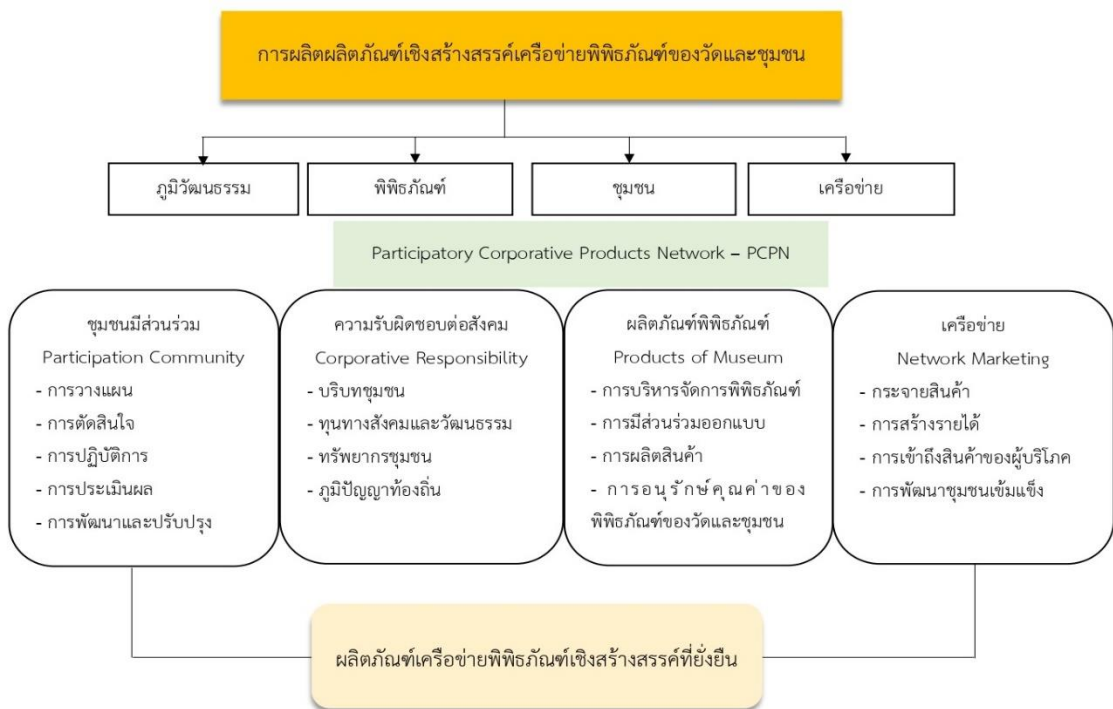 การผลิตผลิตภัณฑ์เชิงสร้างสรรค์เครือข่ายพิพิธภัณฑ์ของวัดและชุมชน
ภูมิวัฒนธรรม
พิพิธภัณฑ์
ชุมชน
เครือข่าย
Participatory Corporative Products Network – PCPN
ชุมชนมีส่วนร่วม
Participation Community
- การวางแผน
- การตัดสินใจ
- การปฏิบัติการ
- การประเมินผล
- การพัฒนาและปรับปรุง
ความรับผิดชอบต่อสังคม
Corporative Responsibility
- บริบทชุมชน
- ทุนทางสังคมและวัฒนธรรม
- ทรัพยากรชุมชน
- ภูมิปัญญาท้องถิ่น
ผลิตภัณฑ์พิพิธภัณฑ์
Products of Museum
- การบริหารจัดการพิพิธภัณฑ์
- การมีส่วนร่วมออกแบบ
- การผลิตสินค้า
- การอนุรักษ์คุณค่าของ
พิพิธภัณฑ์ของวัดและชุมชน
เครือข่าย
Network Marketing
- กระจายสินค้า
- การสร้างรายได้
- การเข้าถึงสินค้าของผู้บริโภค
- การพัฒนาชุมชนเข้มแข็ง
ผลิตภัณฑ์เครือข่ายพิพิธภัณฑ์เชิงสร้างสรรค์ที่ยั่งยืน